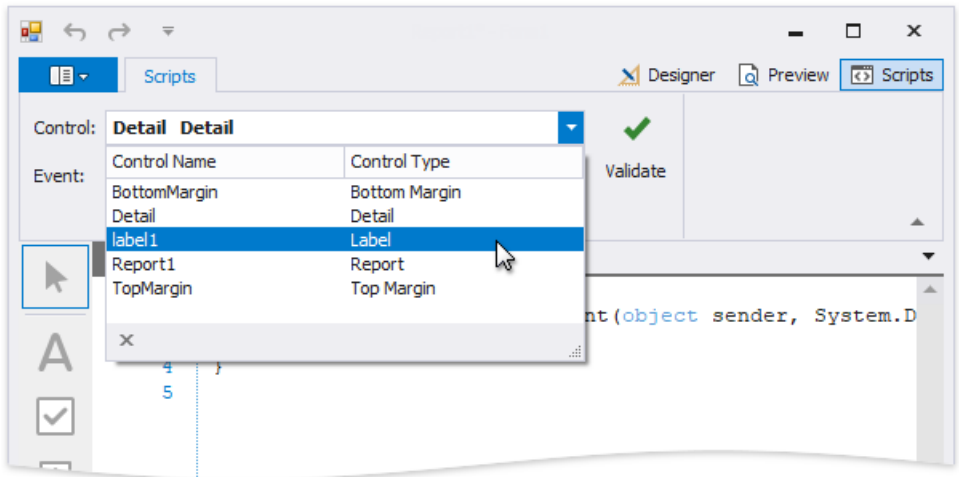 Scripts Designer Preview Scripts
Control: Detail Detail
Control Name Control Type
Event: Validate
BottomMargin Bottom Margin
Detail Detail
label1 Label
Report1 Report
TopMargin Top Margin
nt(object sender, System.D
A
4 }
5